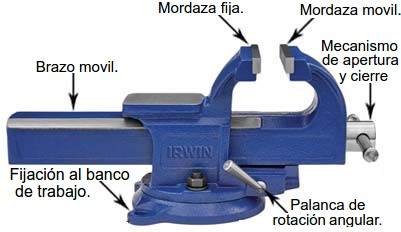 Mordaza fija.
Mordaza movil.
Mecanismo
de apertura
y cierre
Brazo movil.
IRWIN
Fijación al banco
de trabajo.
Palanca de
rotación angular.